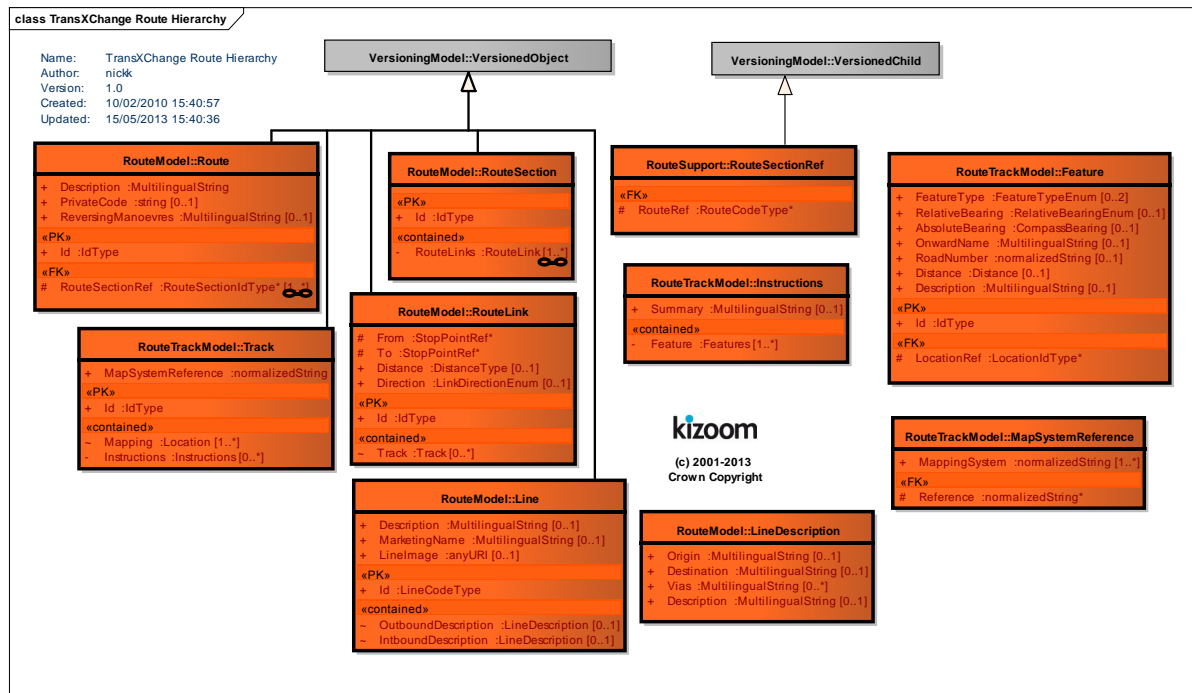 class TransXChange Route Hierarchy
Name: TransXChange Route Hierarchy
Author: nickk
Version: 1.0
Created: 10/02/2010 15:40:57
Updated: 15/05/2013 15:40:36
VersioningModel::VersionedObject
VersioningModel::VersionedChild
RouteModel::Route
+ Description :MultilingualString
+ PrivateCode :string [0..1]
+ ReversingManoevres :MultilingualString [0..1]
«PK»
+ Id :IdType
«FK»
# RouteSectionRef :RouteSectionIdType* [1..*]
RouteModel::RouteSection
«PK»
+ Id :IdType
«contained»
- RouteLinks :RouteLink [1..*]
RouteSupport::RouteSectionRef
«FK»
# RouteRef :RouteCodeType*
RouteTrackModel::Feature
+ FeatureType :FeatureTypeEnum [0..2]
+ RelativeBearing :RelativeBearingEnum [0..1]
+ AbsoluteBearing :CompassBearing [0..1]
+ OnwardName :MultilingualString [0..1]
+ RoadNumber :normalizedString [0..1]
+ Distance :Distance [0..1]
+ Description :MultilingualString [0..1]
«PK»
+ Id :IdType
«FK»
# LocationRef :LocationIdType*
RouteTrackModel::Instructions
+ Summary :MultilingualString [0..1]
«contained»
- Feature :Features [1..*]
RouteModel::RouteLink
# From :StopPointRef*
# To :StopPointRef*
+ Distance :DistanceType [0..1]
+ Direction :LinkDirectionEnum [0..1]
«PK»
+ Id :IdType
«contained»
~ Track :Track [0..*]
RouteTrackModel::Track
+ MapSystemReference :normalizedString
«PK»
+ Id :IdType
«contained»
~ Mapping :Location [1..*]
- Instructions :Instructions [0..*]
kizoom
(c) 2001-2013
Crown Copyright
RouteTrackModel::MapSystemReference
+ MappingSystem :normalizedString [1..*]
«FK»
# Reference :normalizedString*
RouteModel::Line
+ Description :MultilingualString [0..1]
+ MarketingName :MultilingualString [0..1]
+ LineImage :anyURI [0..1]
«PK»
+ Id :LineCodeType
«contained»
~ OutboundDescription :LineDescription [0..1]
~ IntboundDescription :LineDescription [0..1]
RouteModel::LineDescription
+ Origin :MultilingualString [0..1]
+ Destination :MultilingualString [0..1]
+ Vias :MultilingualString [0..*]
+ Description :MultilingualString [0..1]